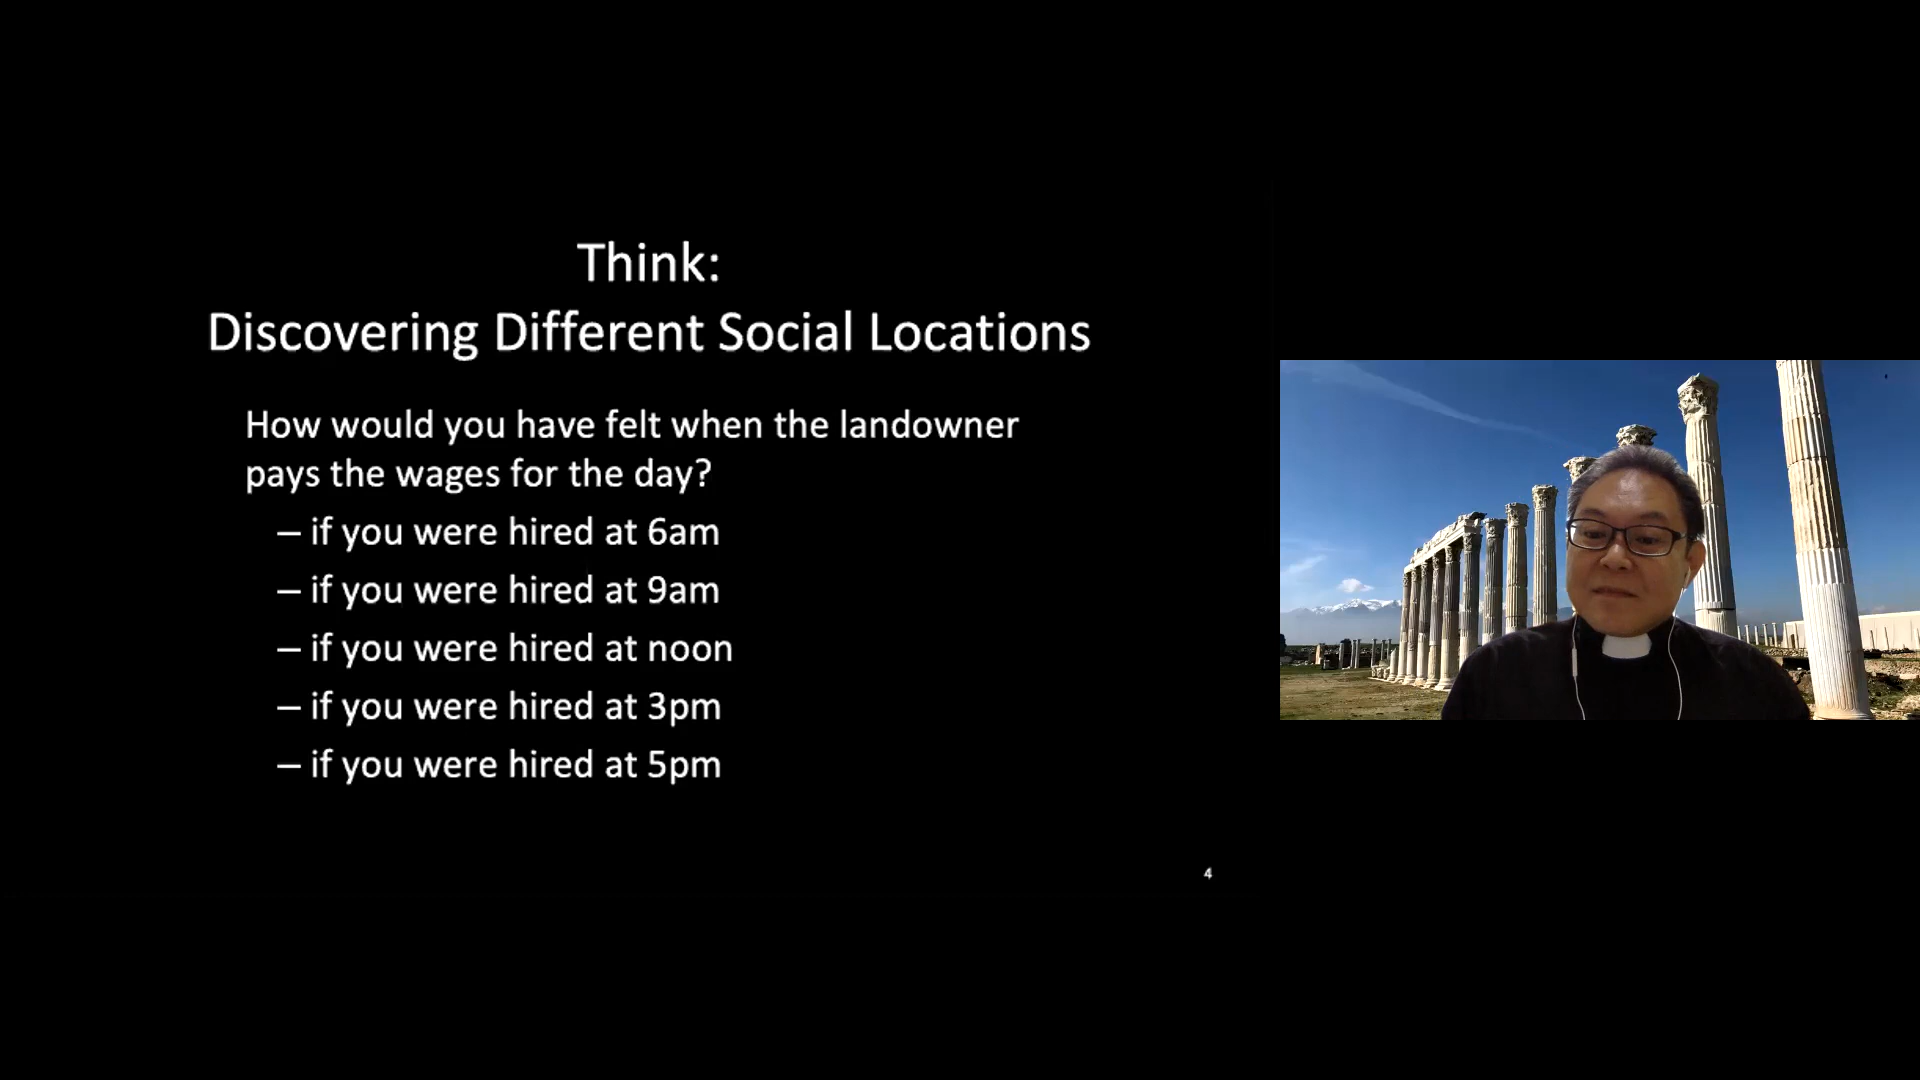 Think:
Discovering Different Social Locations
How would you have felt when the landowner
pays the wages for the day?
– if you were hired at 6am
– if you were hired at 9am
– if you were hired at noon
– if you were hired at 3pm
– if you were hired at 5pm
4